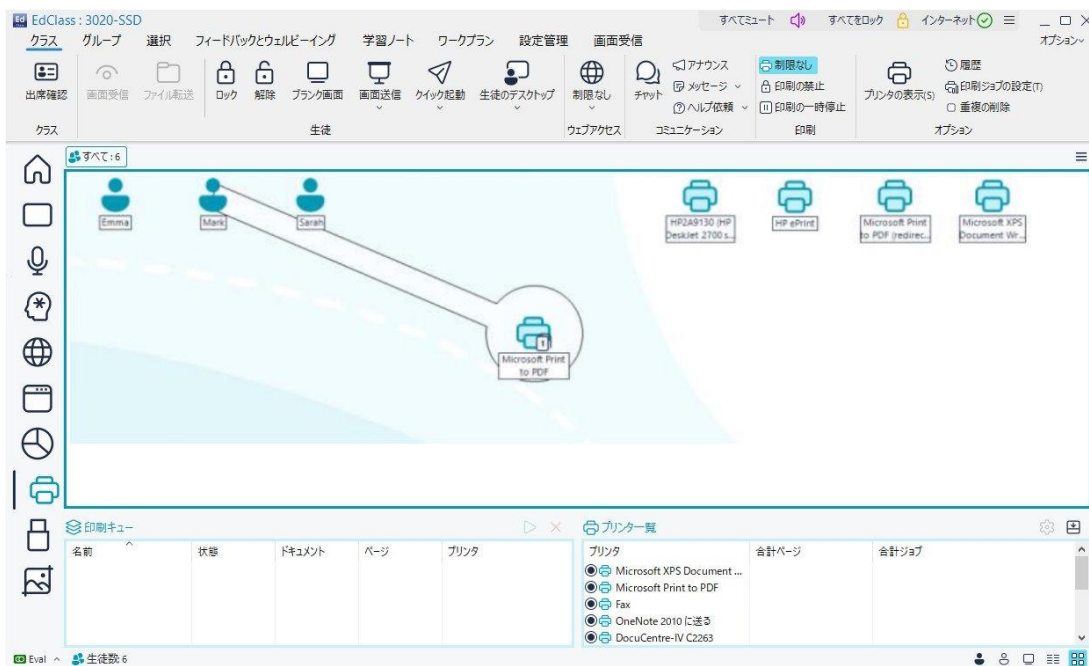 Ed EdClass : 3020-SSD すべてミュート すべてをロック インターネット
クラス グループ 選択 フィードバックとウェルビーイング 学習ノート ワークプラン 設定管理 画面受信 オプション
出席確認 画面受信 ファイル転送 ロック 解除 ブランク画面 画面送信 クイック起動 生徒のデスクトップ 制限なし チャット
アナウンス
メッセージ
ヘルプ依頼
制限なし
印刷の禁止
印刷の一時停止
プリンタの表示(S)
履歴
印刷ジョブの設定(T)
重複の削除
クラス 生徒 ウェブアクセス コミュニケーション 印刷 オプション
すべて : 6
Emma Mark Sarah
HP2A9130 (HP
DeskJet 2700 s...
HP ePrint
Microsoft Print
to PDF (redirec...
Microsoft XPS
Document Wr...
1
Microsoft Print
to PDF
印刷キュー
名前 状態 ドキュメント ページ プリンタ
プリンター覧
プリンタ 合計ページ 合計ジョブ
Microsoft XPS Document ...
Microsoft Print to PDF
Fax
OneNote 2010 に送る
DocuCentre-IV C2263
Eval 生徒数: 6